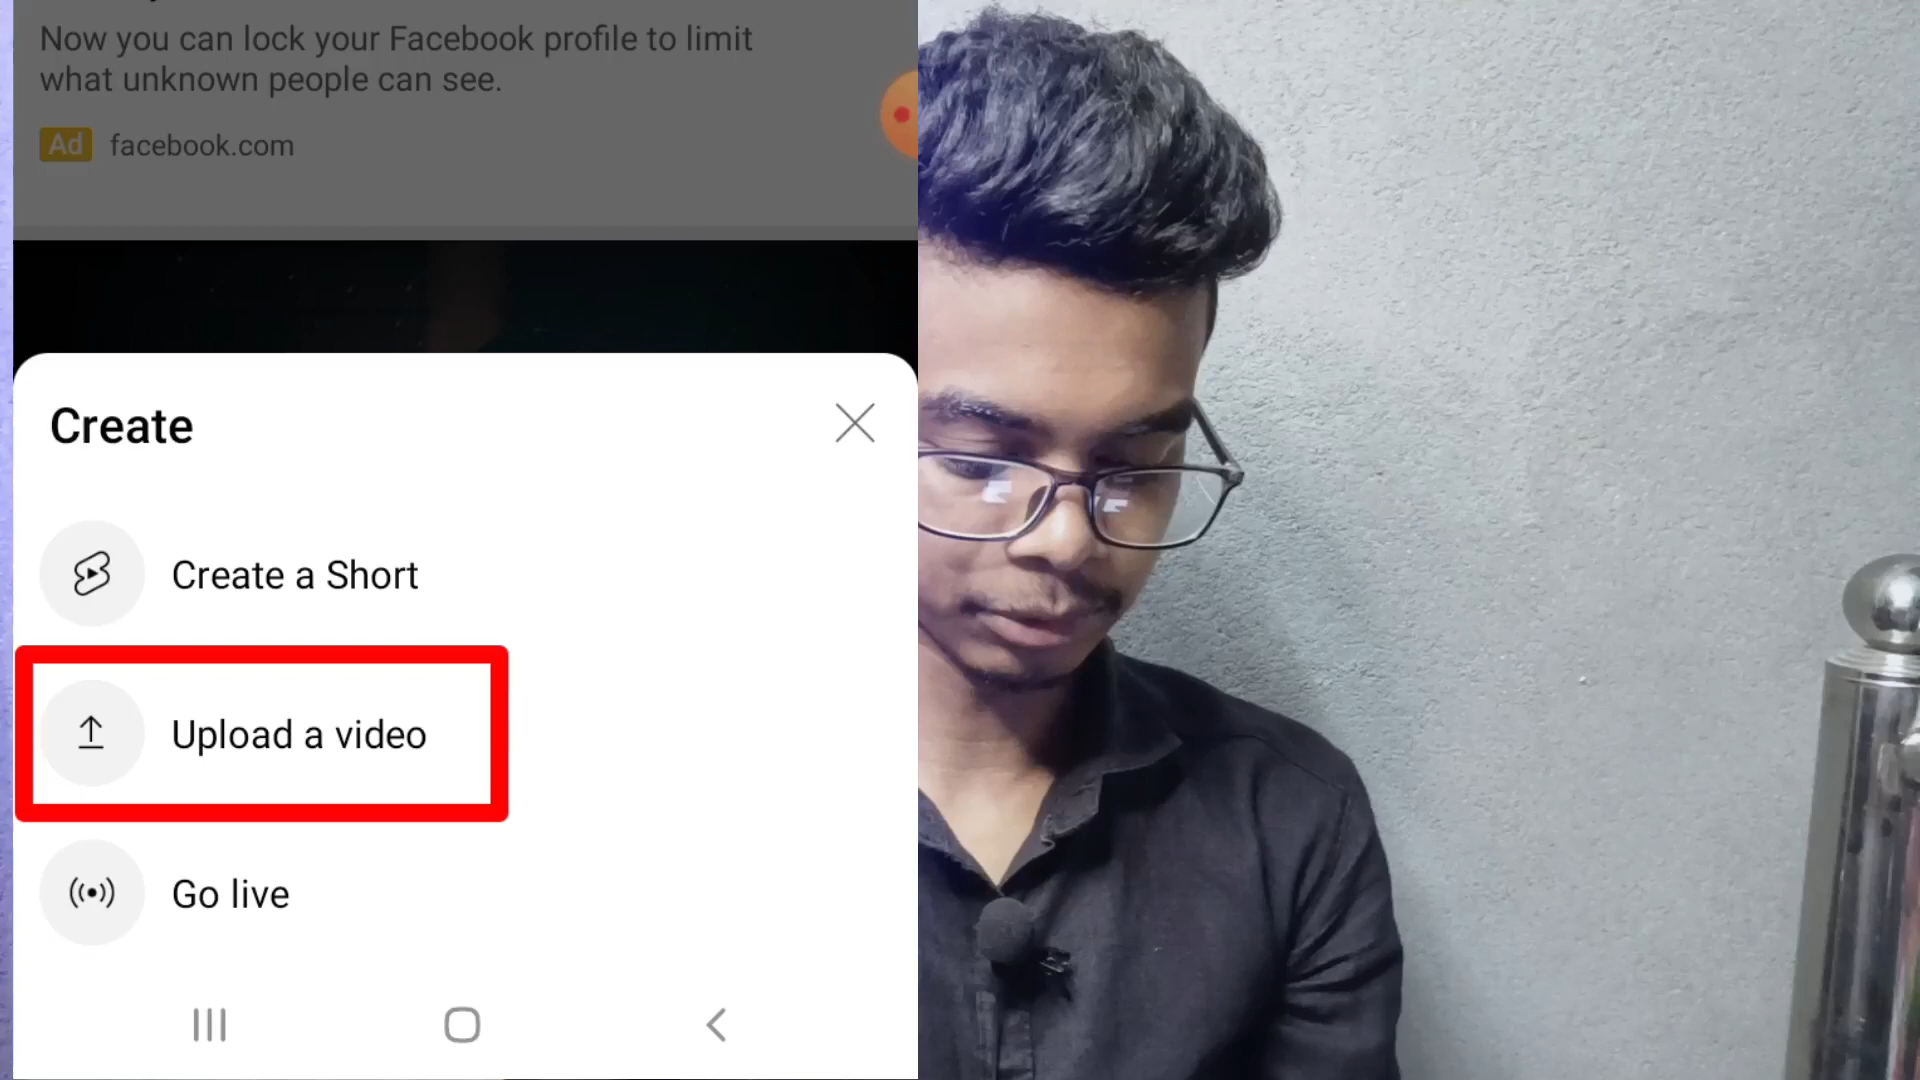 Now you can lock your Facebook profile to limit
what unknown people can see.
Ad facebook.com
Create
Create a Short
Upload a video
Go live